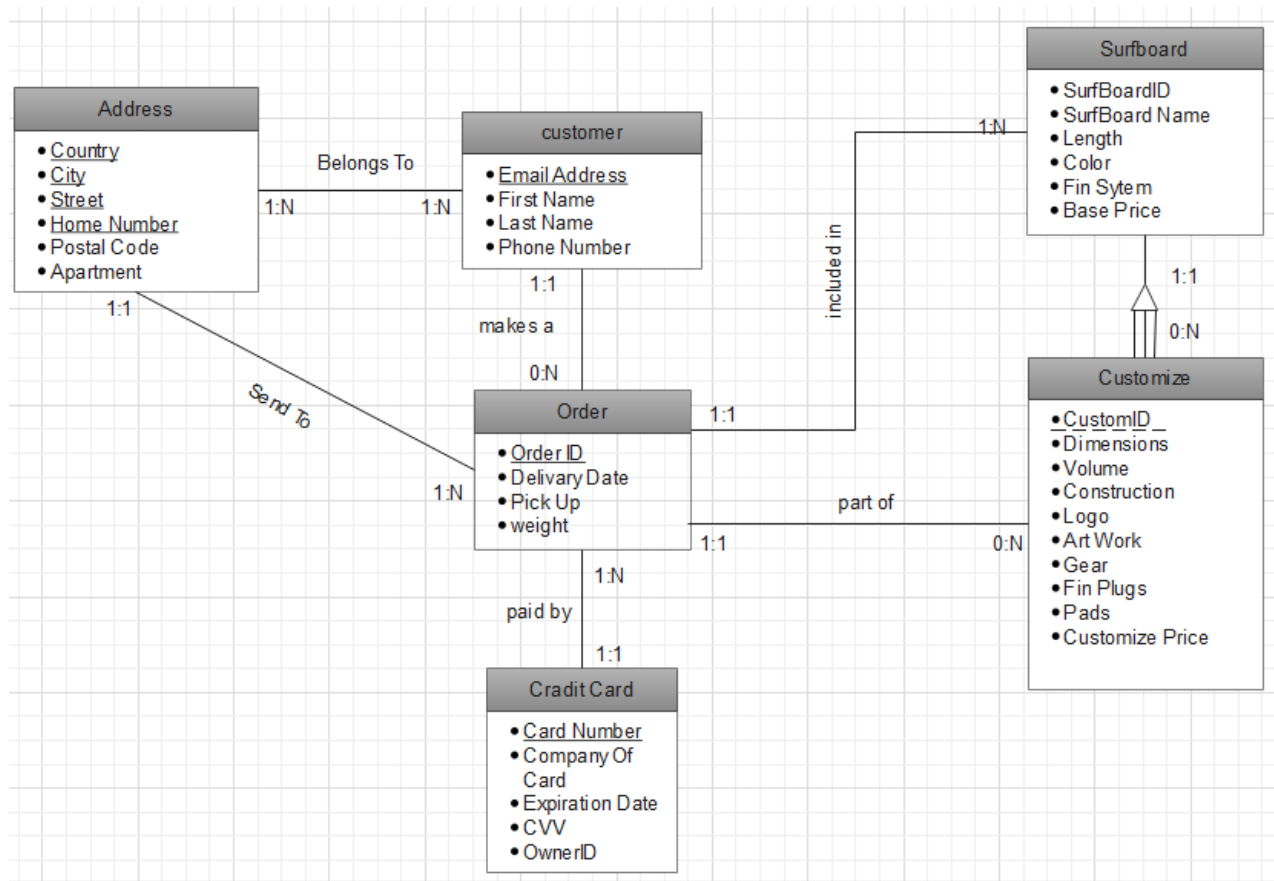 Surfboard
• SurfBoardID
• SurfBoard Name
• Length
• Color
• Fin Sytem
• Base Price
Address
• Country
• City
• Street
• Home Number
• Postal Code
• Apartment
customer
• Email Address
• First Name
• Last Name
• Phone Number
Belongs To
1:N
1:N
1:N
included in
1:1
1:1
makes a
0:N
1:1
0:N
Send To
1:N
Order
• Order ID
• Delivary Date
• Pick Up
• weight
1:1
part of
1:1
0:N
Customize
• CustomID
• Dimensions
• Volume
• Construction
• Logo
• Art Work
• Gear
• Fin Plugs
• Pads
• Customize Price
1:N
paid by
1:1
Cradit Card
• Card Number
• Company Of
Card
• Expiration Date
• CVV
• OwnerID